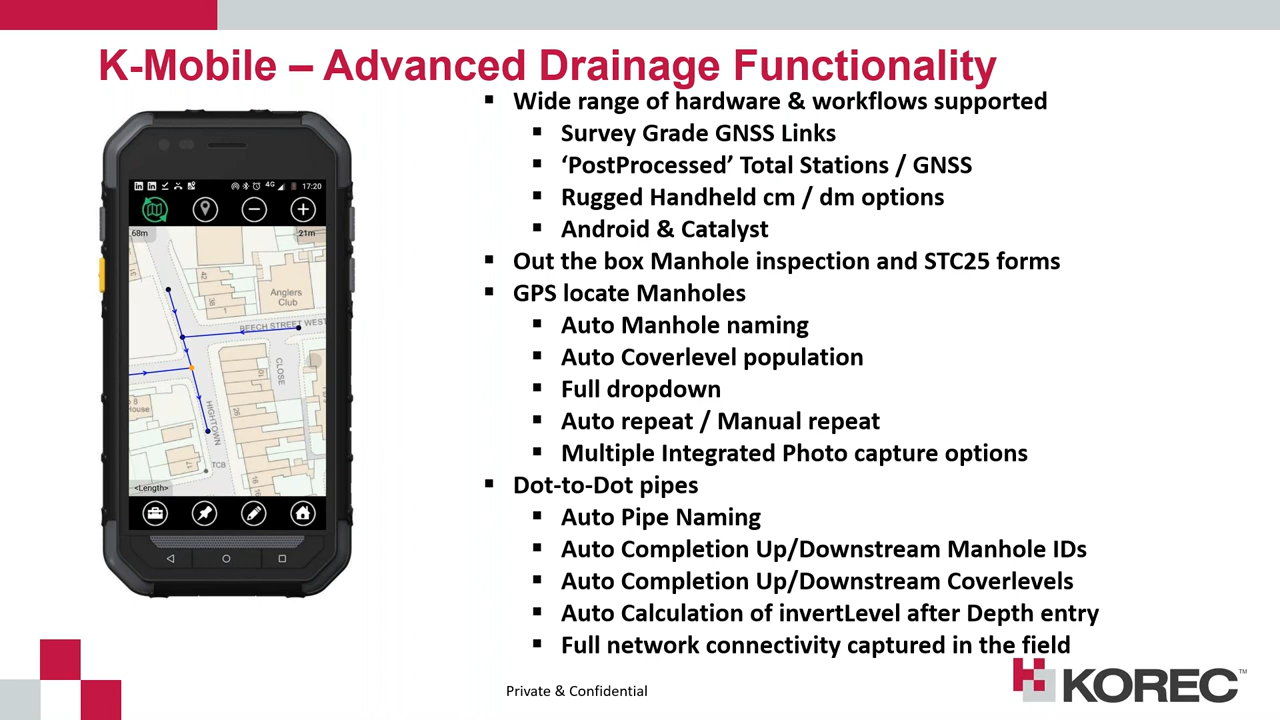 K-Mobile – Advanced Drainage Functionality
▪ Wide range of hardware & workflows supported
▪ Survey Grade GNSS Links
▪ ‘PostProcessed’ Total Stations / GNSS
▪ Rugged Handheld cm / dm options
▪ Android & Catalyst
▪ Out the box Manhole inspection and STC25 forms
▪ GPS locate Manholes
▪ Auto Manhole naming
▪ Auto Coverlevel population
▪ Full dropdown
▪ Auto repeat / Manual repeat
▪ Multiple Integrated Photo capture options
▪ Dot-to-Dot pipes
▪ Auto Pipe Naming
▪ Auto Completion Up/Downstream Manhole IDs
▪ Auto Completion Up/Downstream Coverlevels
▪ Auto Calculation of invertLevel after Depth entry
▪ Full network connectivity captured in the field
4G 17:20
.68m
21m
Anglers
Club
BEECH STREET WEST
CLOSE
HIGHTOWN
House
TCB
<Length>
Private & Confidential
KOREC™